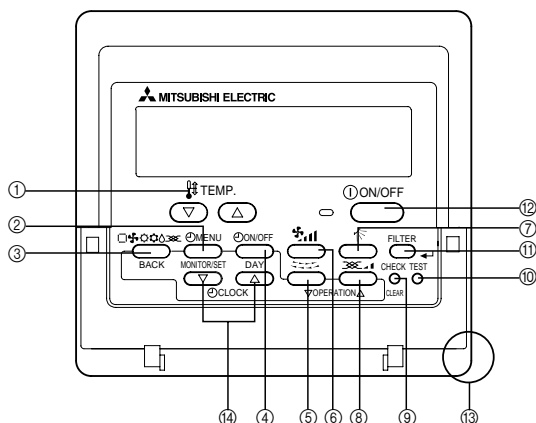 MITSUBISHI ELECTRIC
① TEMP. ON/OFF ⑫
② MENU ON/OFF ⑦
③ BACK MONITOR/SET DAY FILTER ⑪
CHECK TEST ⑩
CLOCK ▽OPERATION△ CLEAR
⑭ ④ ⑤ ⑥ ⑧ ⑨ ⑬